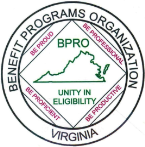 BENEFIT PROGRAMS ORGANIZATION
BE PROUD
BE PROFESSIONAL
BPRO
UNITY IN
ELIGIBILITY
BE PROFICIENT
BE PRODUCTIVE
VIRGINIA